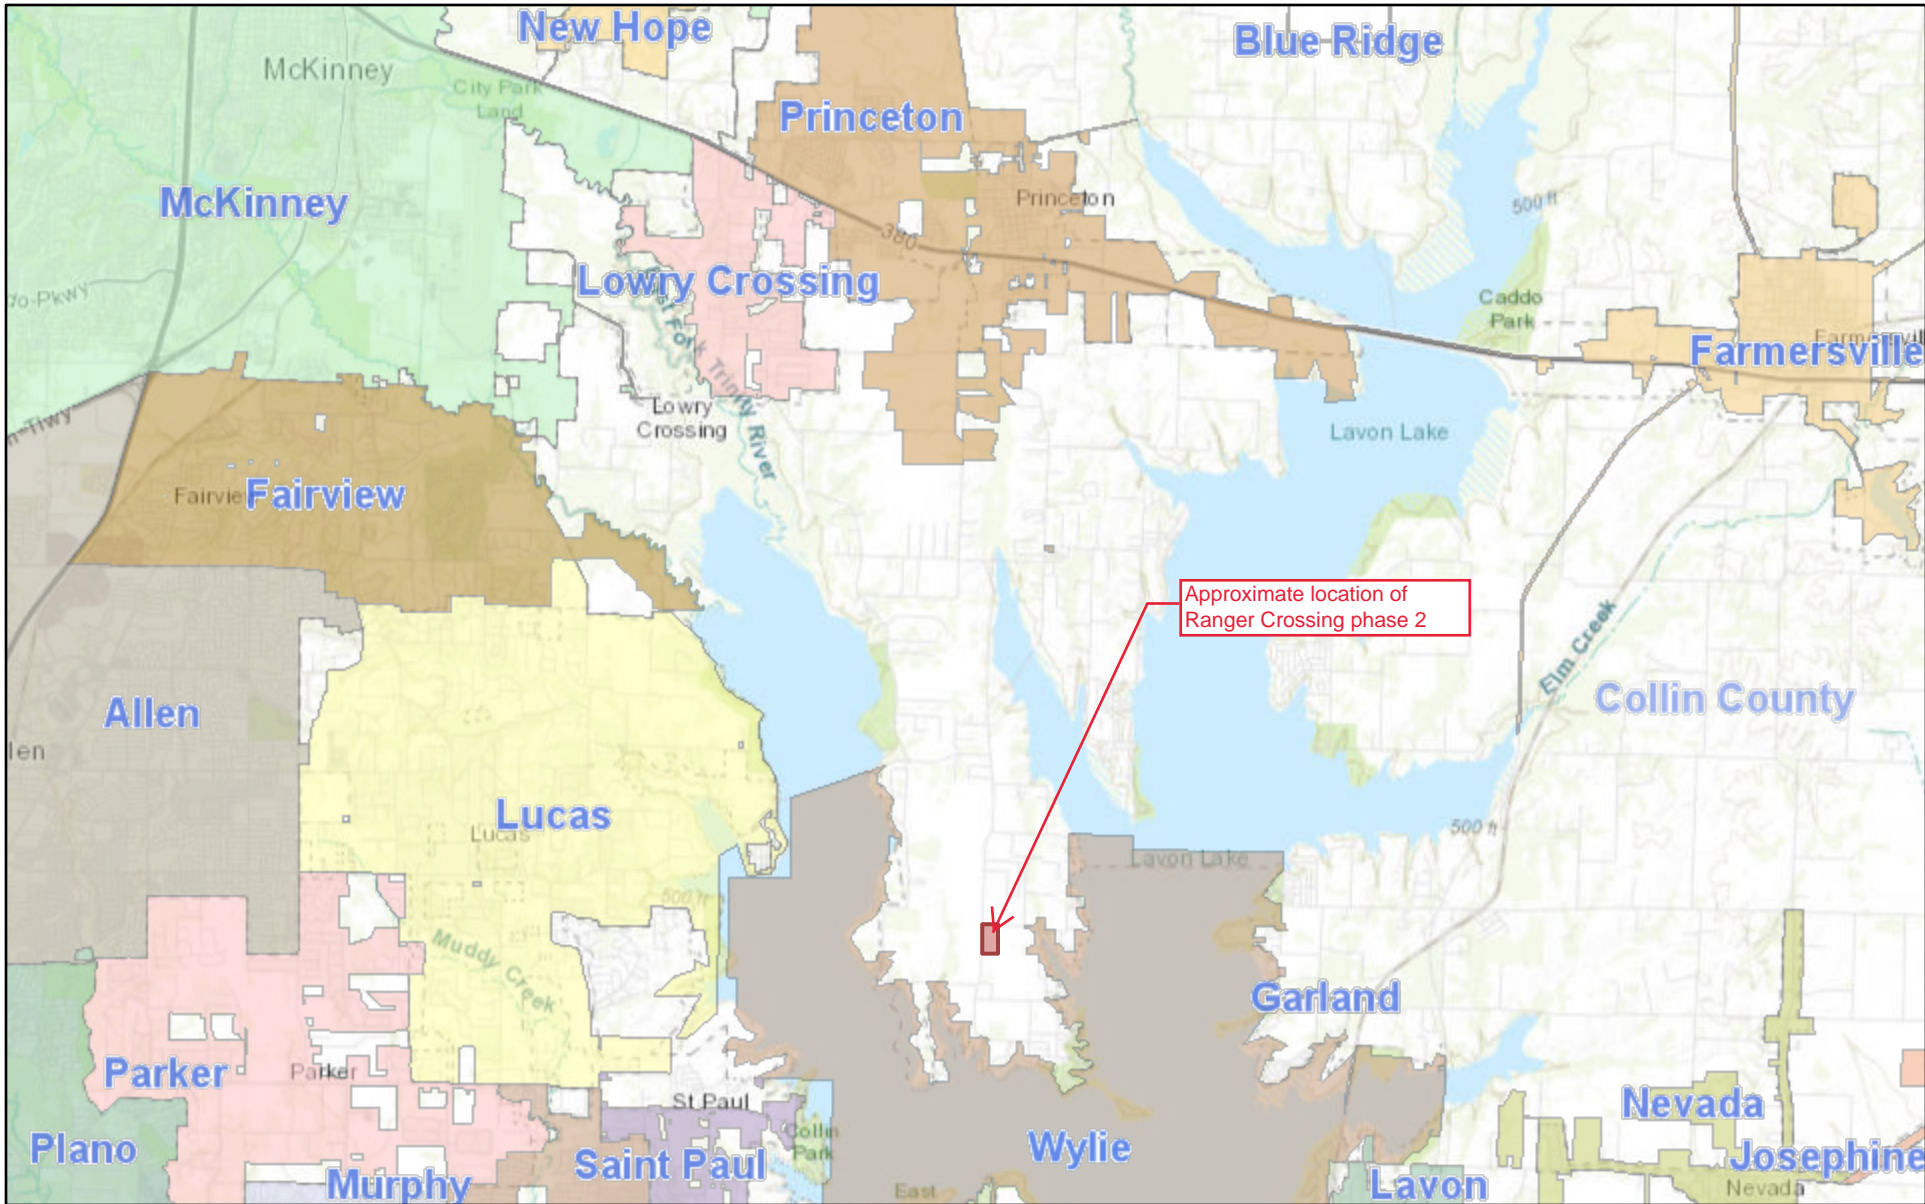 New Hope
Blue Ridge
McKinney
City Park
Land
Princeton
McKinney
Princeton
500 ft
380
Lowry Crossing
Caddo
Park
Farmersville
East Fork Trinity River
Lowry
Crossing
Lavon Lake
Fairview
Approximate location of
Ranger Crossing phase 2
Elm Creek
Collin County
Allen
Lucas
Lucas
500 ft
Lavon Lake
500 ft
Muddy Creek
Garland
Parker
Parker
St Paul
Nevada
Collin
Park
Plano
Saint Paul
Wylie
Josephine
Murphy
East
Lavon
Nevada